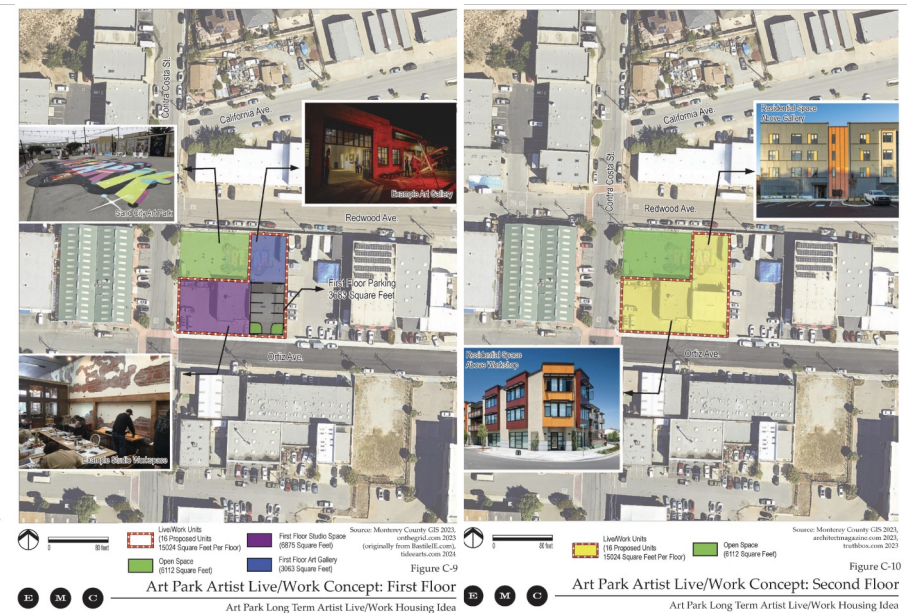 Contra Costa St.
California Ave.
Sand City Art Park
Example Art Gallery
Redwood Ave.
First Floor Parking
3089 Square Feet
Ortiz Ave.
Example Studio Workspace
0 80 feet
Live/Work Units
(16 Proposed Units
15024 Square Feet Per Floor)
Open Space
(6112 Square Feet)
First Floor Studio Space
(6875 Square Feet)
First Floor Art Gallery
(3063 Square Feet)
Source: Monterey County GIS 2023,
onthegrid.com 2023
(originally from BastilleIE.com),
tidoearts.com 2024
Figure C-9
E M C
Art Park Artist Live/Work Concept: First Floor
Art Park Long Term Artist Live/Work Housing Idea
California Ave.
Residential Space
Above Gallery
Contra Costa St.
Redwood Ave.
Ortiz Ave.
Residential Space
Above Workshop
0 80 feet
Live/Work Units
(16 Proposed Units
15024 Square Feet Per Floor)
Open Space
(6112 Square Feet)
Source: Monterey County GIS 2023,
architectmagazine.com 2023,
truthbox.com 2023
Figure C-10
E M C
Art Park Artist Live/Work Concept: Second Floor
Art Park Long Term Artist Live/Work Housing Idea